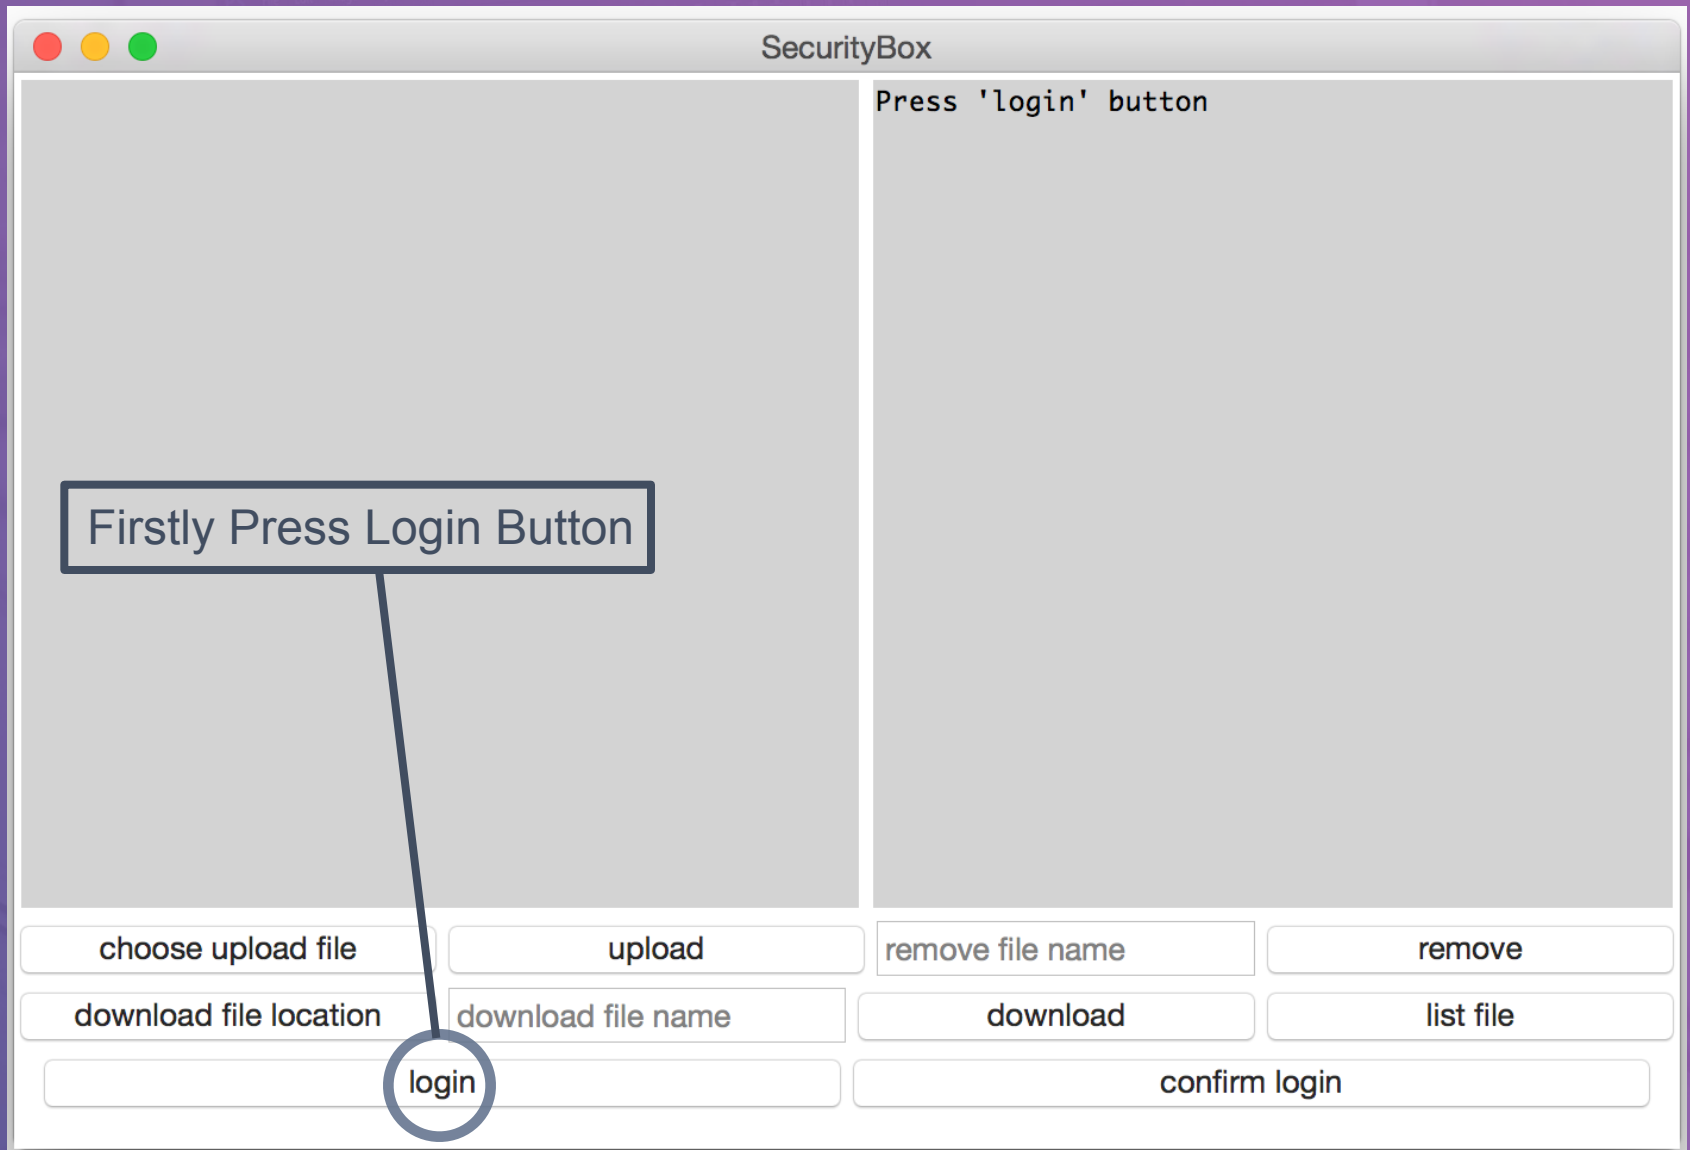 SecurityBox
Press 'login' button
Firstly Press Login Button
choose upload file
upload
remove file name
remove
download file location
download file name
download
list file
login
confirm login